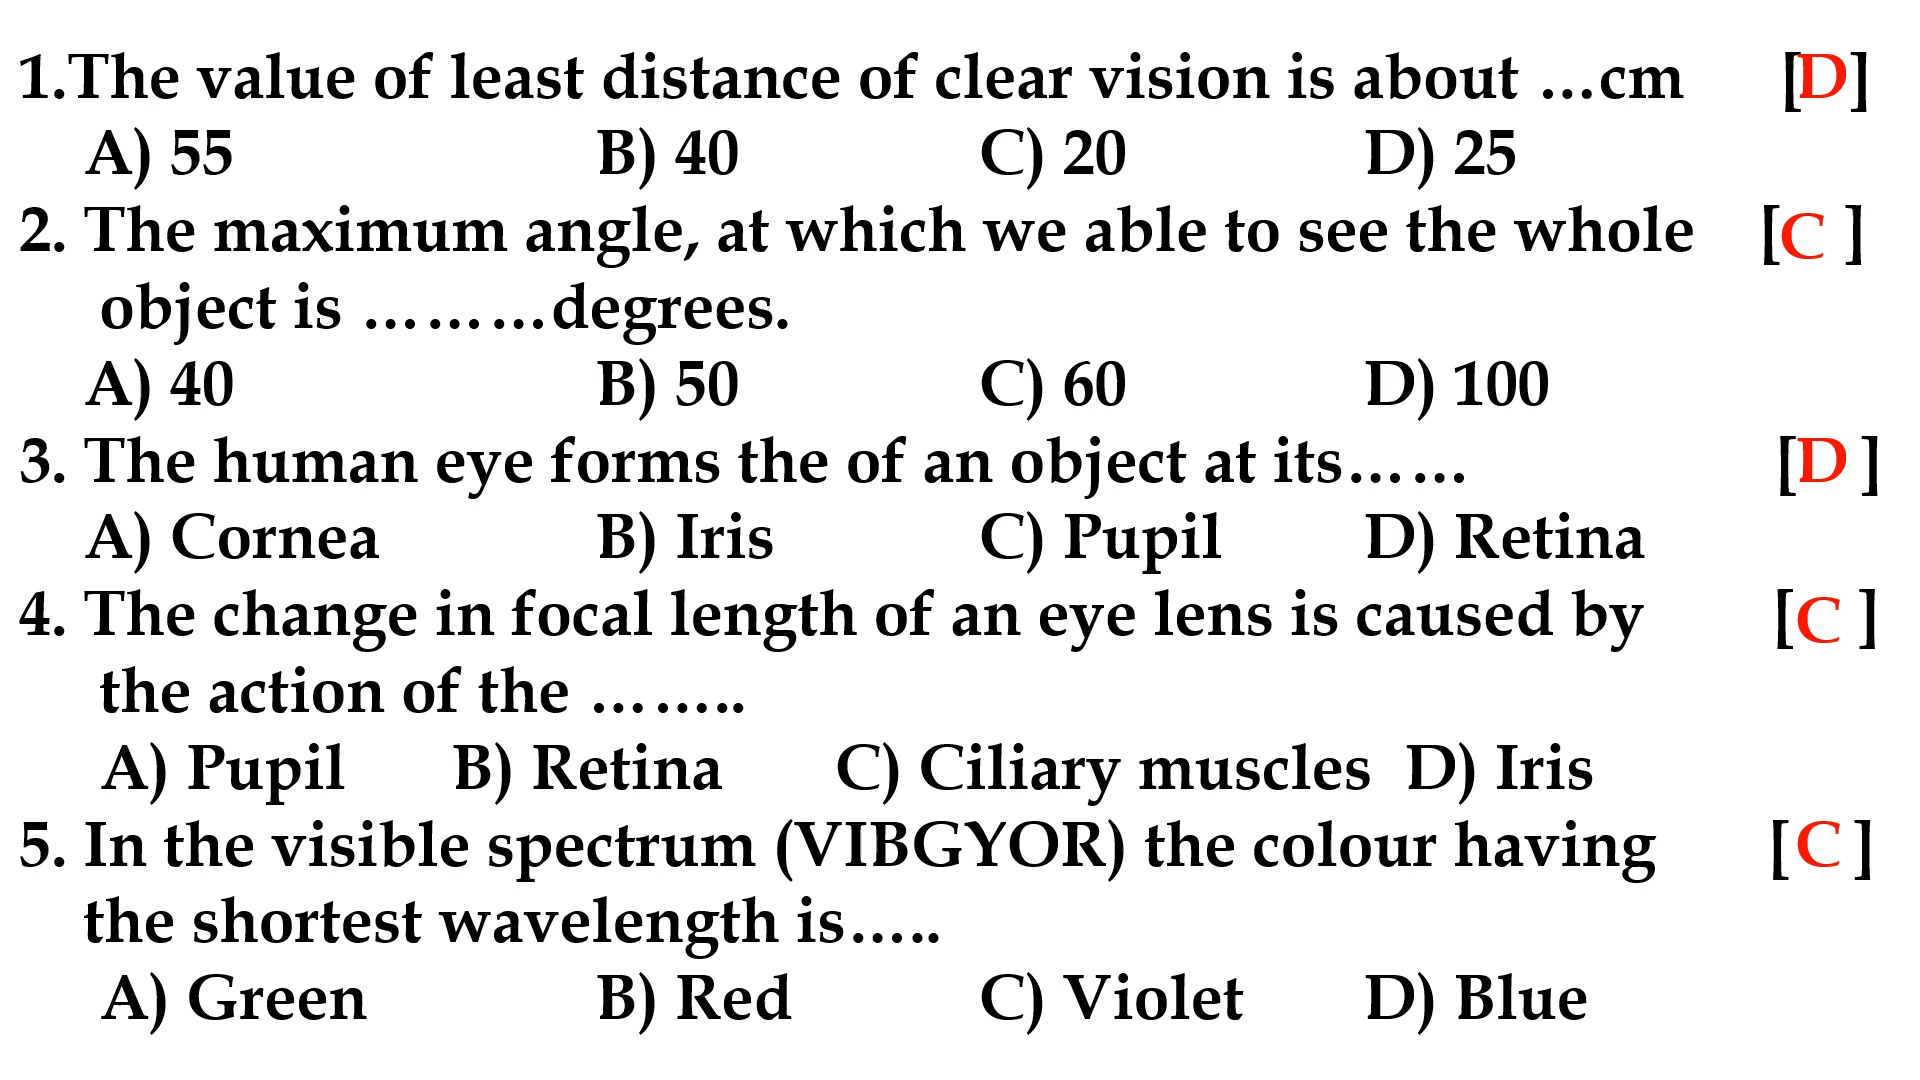 1.The value of least distance of clear vision is about ...cm [D]
A) 55 B) 40 C) 20 D) 25
2. The maximum angle, at which we able to see the whole [C ]
object is .........degrees.
A) 40 B) 50 C) 60 D) 100
3. The human eye forms the of an object at its...... [D ]
A) Cornea B) Iris C) Pupil D) Retina
4. The change in focal length of an eye lens is caused by [C ]
the action of the ........
A) Pupil B) Retina C) Ciliary muscles D) Iris
5. In the visible spectrum (VIBGYOR) the colour having [C ]
the shortest wavelength is.....
A) Green B) Red C) Violet D) Blue